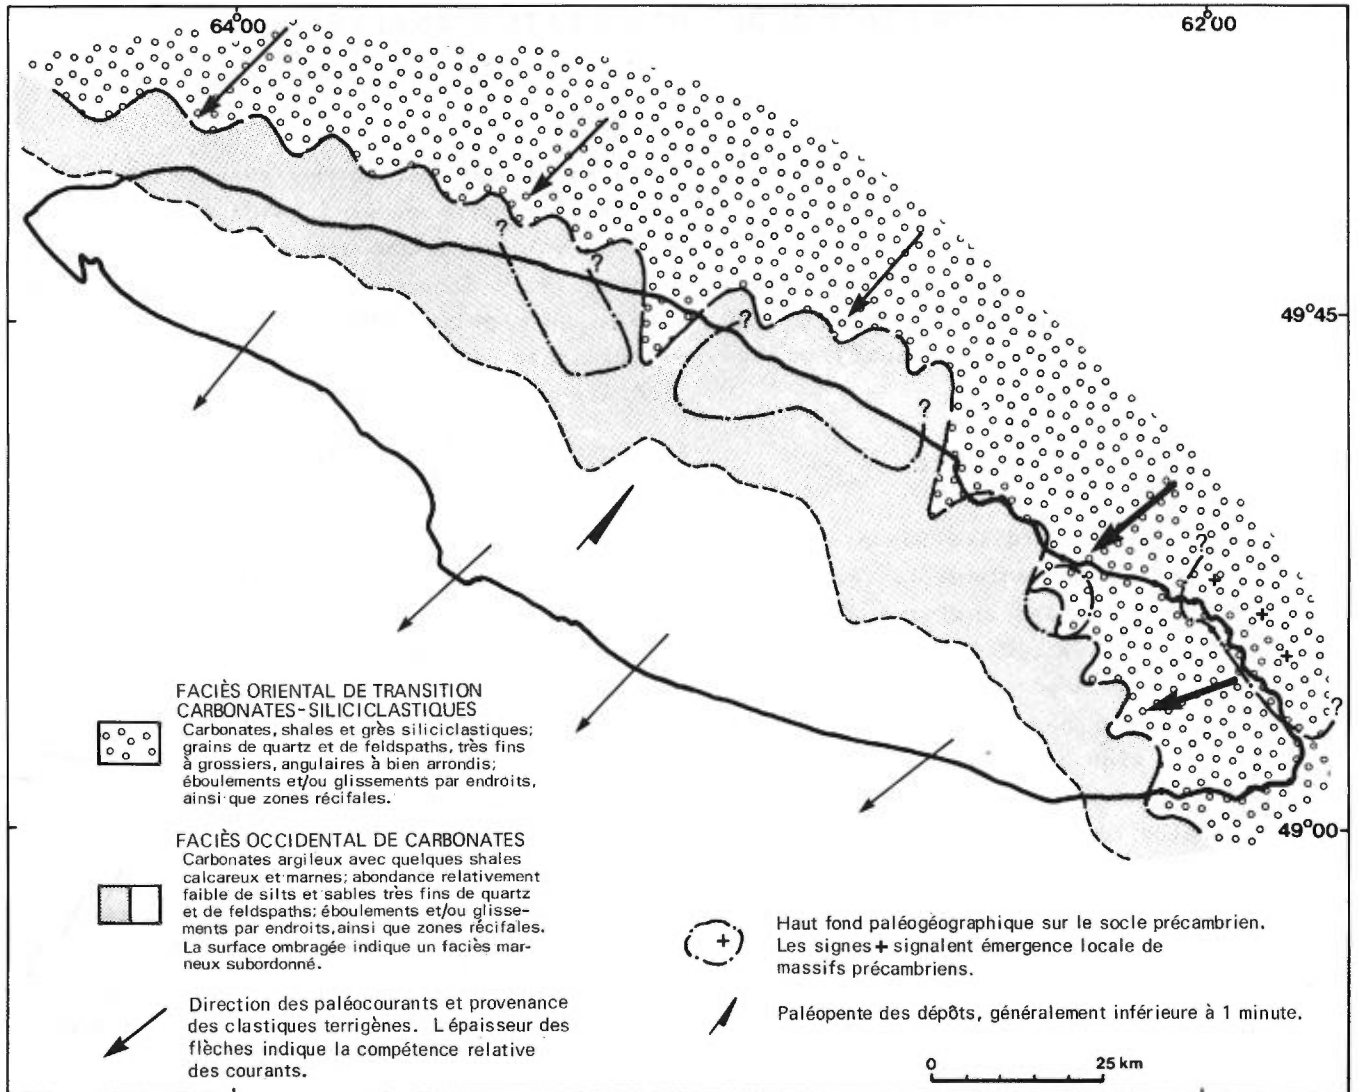 64°00
62°00
?
?
?
49°45
?
?
?
49°00
FACIÈS ORIENTAL DE TRANSITION
CARBONATES-SILICICLASTIQUES
Carbonates, shales et grès siliciclastiques;
grains de quartz et de feldspaths, très fins
à grossiers, angulaires à bien arrondis;
éboulements et/ou glissements par endroits,
ainsi que zones récifales.
FACIÈS OCCIDENTAL DE CARBONATES
Carbonates argileux avec quelques shales
calcareux et marnes; abondance relativement
faible de silts et sables très fins de quartz
et de feldspaths; éboulements et/ou glisse-
ments par endroits, ainsi que zones récifales.
La surface ombragée indique un faciès mar-
neux subordonné.
Direction des paléocourants et provenance
des clastiques terrigènes. L épaisseur des
flèches indique la compétence relative
des courants.
Haut fond paléogéographique sur le socle précambrien.
Les signes + signalent émergence locale de
massifs précambriens.
Paléopente des dépôts, généralement inférieure à 1 minute.
0 25 km